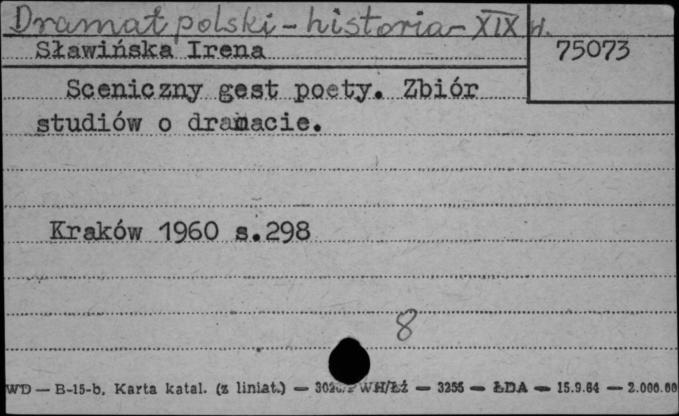 Dramat polski – historia – XIX w.
Sławińska Irena
75073
Sceniczny gest poety. Zbiór
studiów o dramacie.
Kraków 1960 s.298
8
WD — B-15-b, Karta katal. (z liniat.) — WH/Łź — 3255 — ŁDA — 15.9.64 — 2.000.00